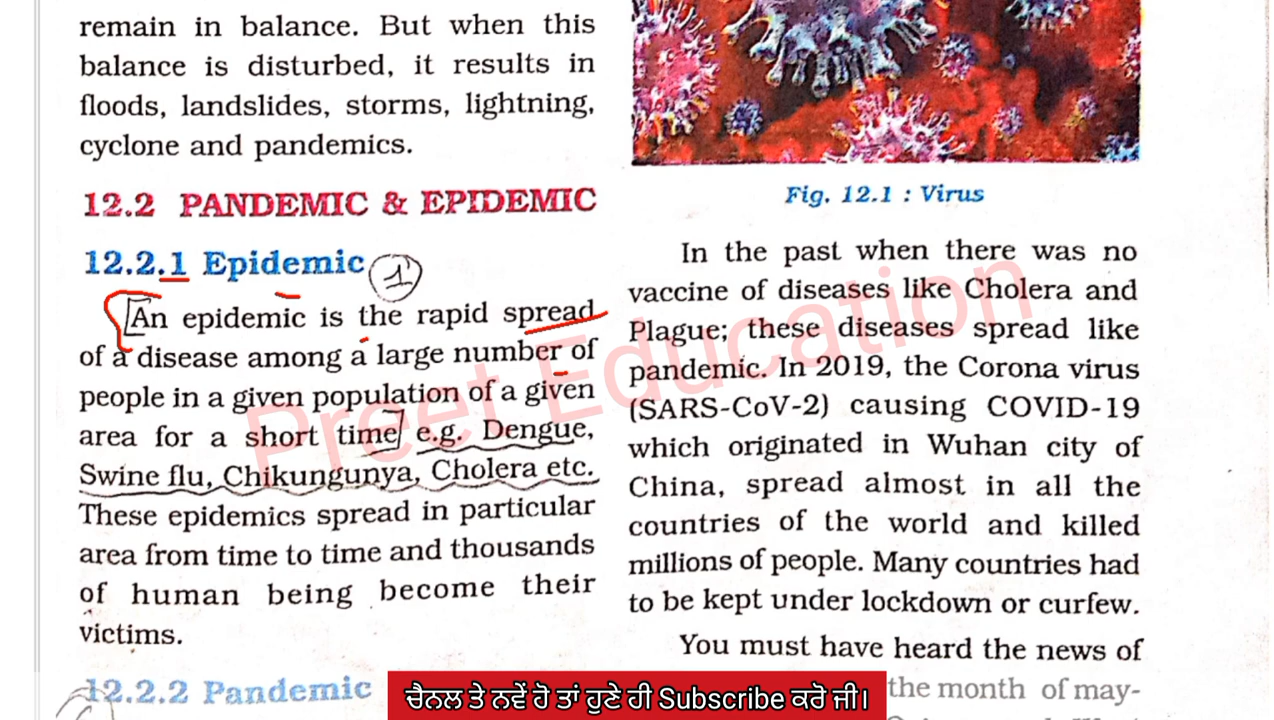 remain in balance. But when this
balance is disturbed, it results in
floods, landslides, storms, lightning,
cyclone and pandemics.
12.2 PANDEMIC & EPIDEMIC
12.2.1 Epidemic
1
An epidemic is the rapid spread
of a disease among a large number of
people in a given population of a given
area for a short time e.g. Dengue,
Swine flu, Chikungunya, Cholera etc.
These epidemics spread in particular
area from time to time and thousands
of human being become their
victims.
12.2.2 Pandemic
Fig. 12.1 : Virus
In the past when there was no
vaccine of diseases like Cholera and
Plague; these diseases spread like
pandemic. In 2019, the Corona virus
(SARS-CoV-2) causing COVID-19
which originated in Wuhan city of
China, spread almost in all the
countries of the world and killed
millions of people. Many countries had
to be kept under lockdown or curfew.
You must have heard the news of
the month of may-
Preet Education
ਚੈਨਲ ਤੇ ਨਵੇਂ ਹੋ ਤਾਂ ਹੁਣੇ ਹੀ Subscribe ਕਰੋ ਜੀ।